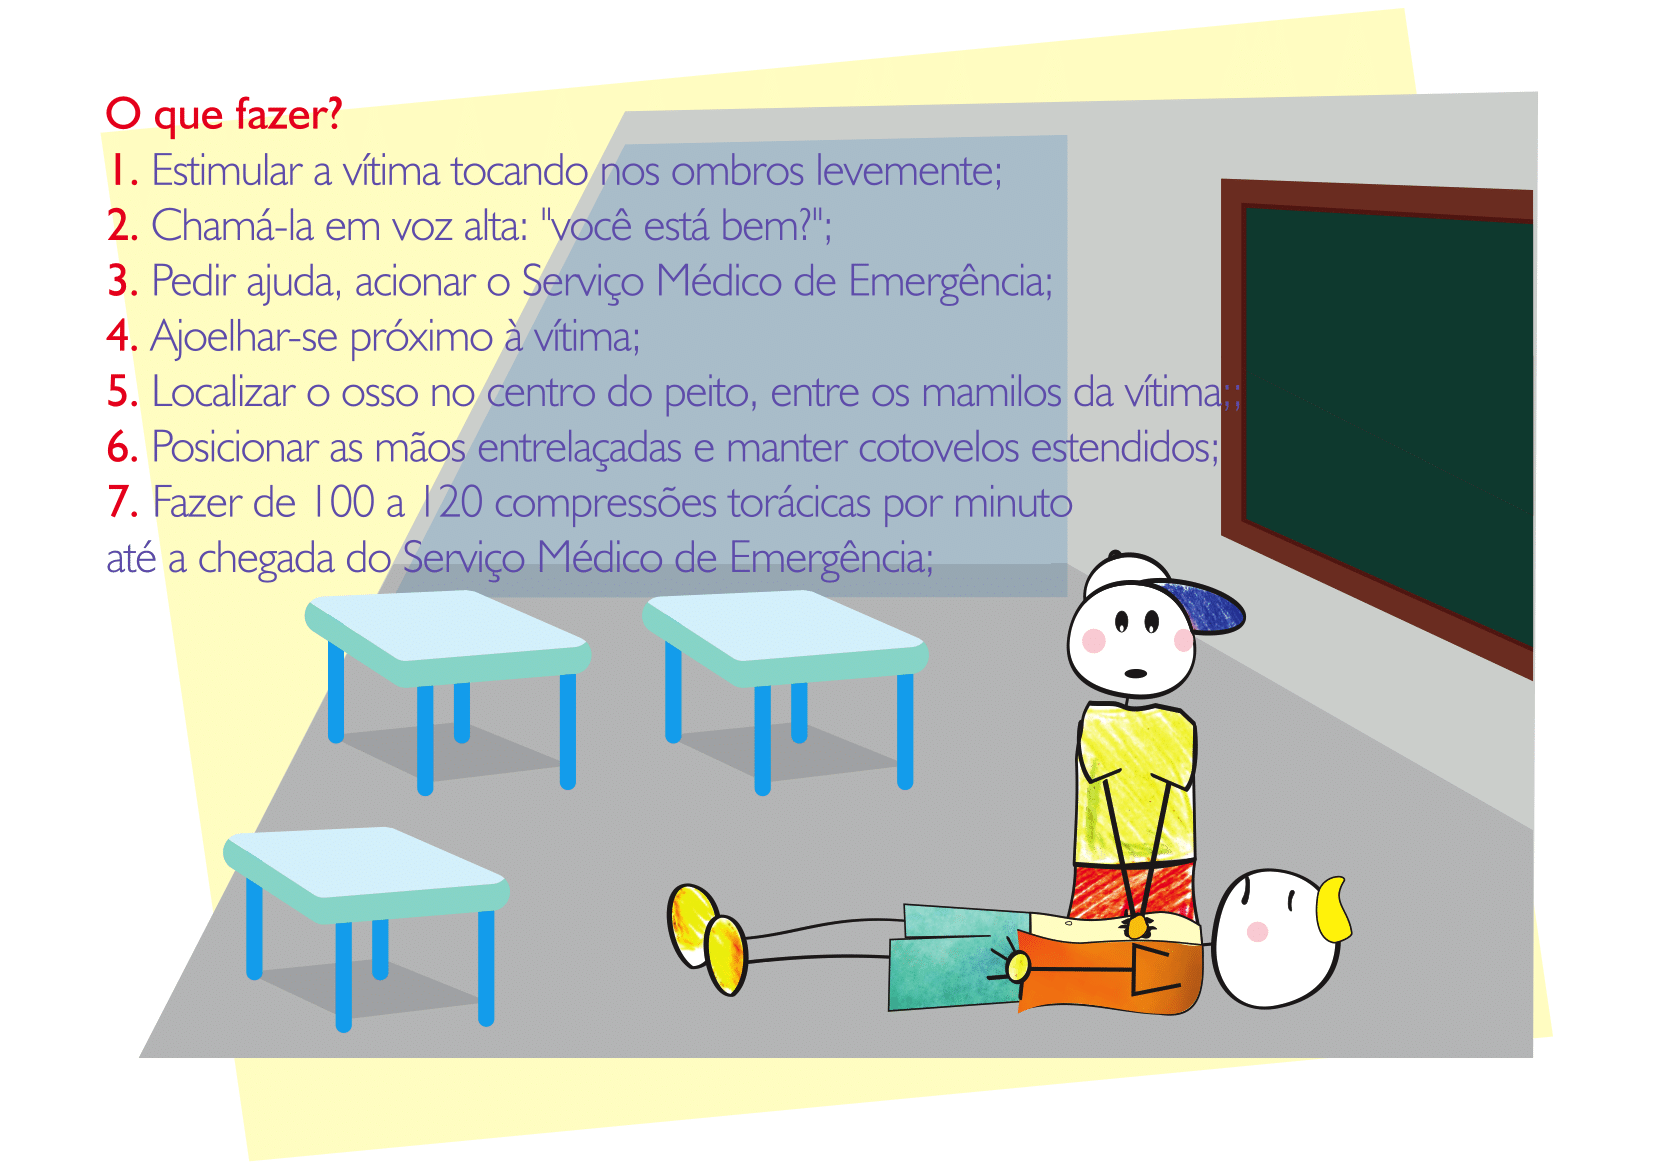 O que fazer?
1. Estimular a vítima tocando nos ombros levemente;
2. Chamá-la em voz alta: "você está bem?";
3. Pedir ajuda, acionar o Serviço Médico de Emergência;
4. Ajoelhar-se próximo à vítima;
5. Localizar o osso no centro do peito, entre os mamilos da vítima;;
6. Posicionar as mãos entrelaçadas e manter cotovelos estendidos;
7. Fazer de 100 a 120 compressões torácicas por minuto
até a chegada do Serviço Médico de Emergência;